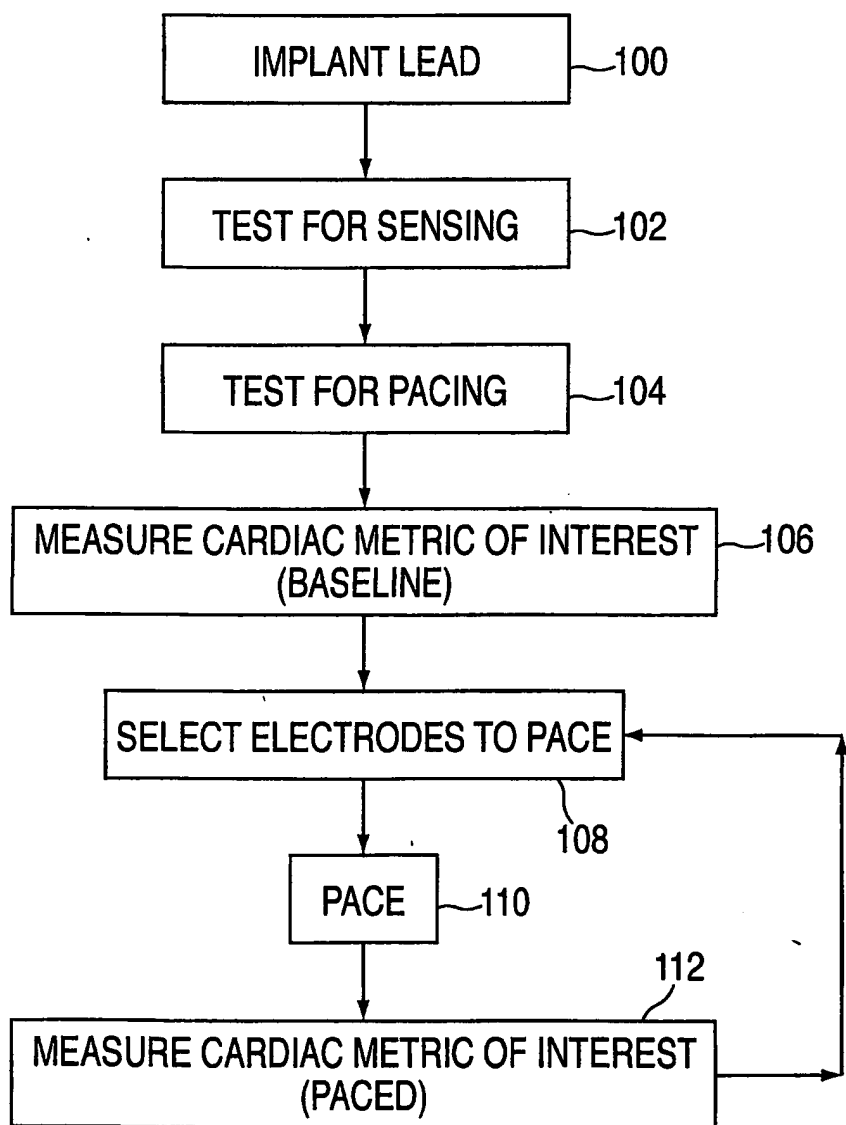 IMPLANT LEAD
100
TEST FOR SENSING
102
TEST FOR PACING
104
MEASURE CARDIAC METRIC OF INTEREST
(BASELINE)
106
SELECT ELECTRODES TO PACE
108
PACE
110
112
MEASURE CARDIAC METRIC OF INTEREST
(PACED)